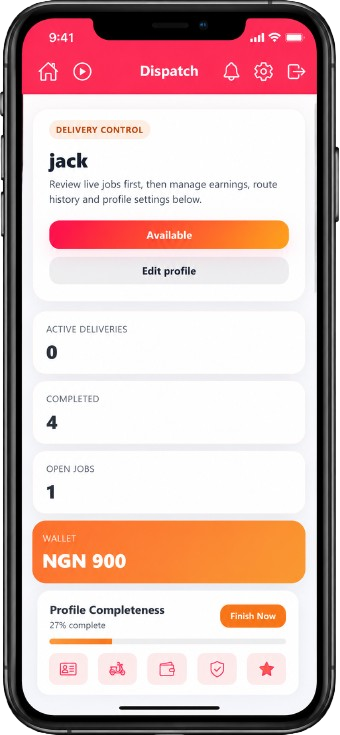 9:41
Dispatch
DELIVERY CONTROL
jack
Review live jobs first, then manage earnings, route
history and profile settings below.
Available
Edit profile
ACTIVE DELIVERIES
0
COMPLETED
4
OPEN JOBS
1
WALLET
NGN 900
Profile Completeness
27% complete
Finish Now